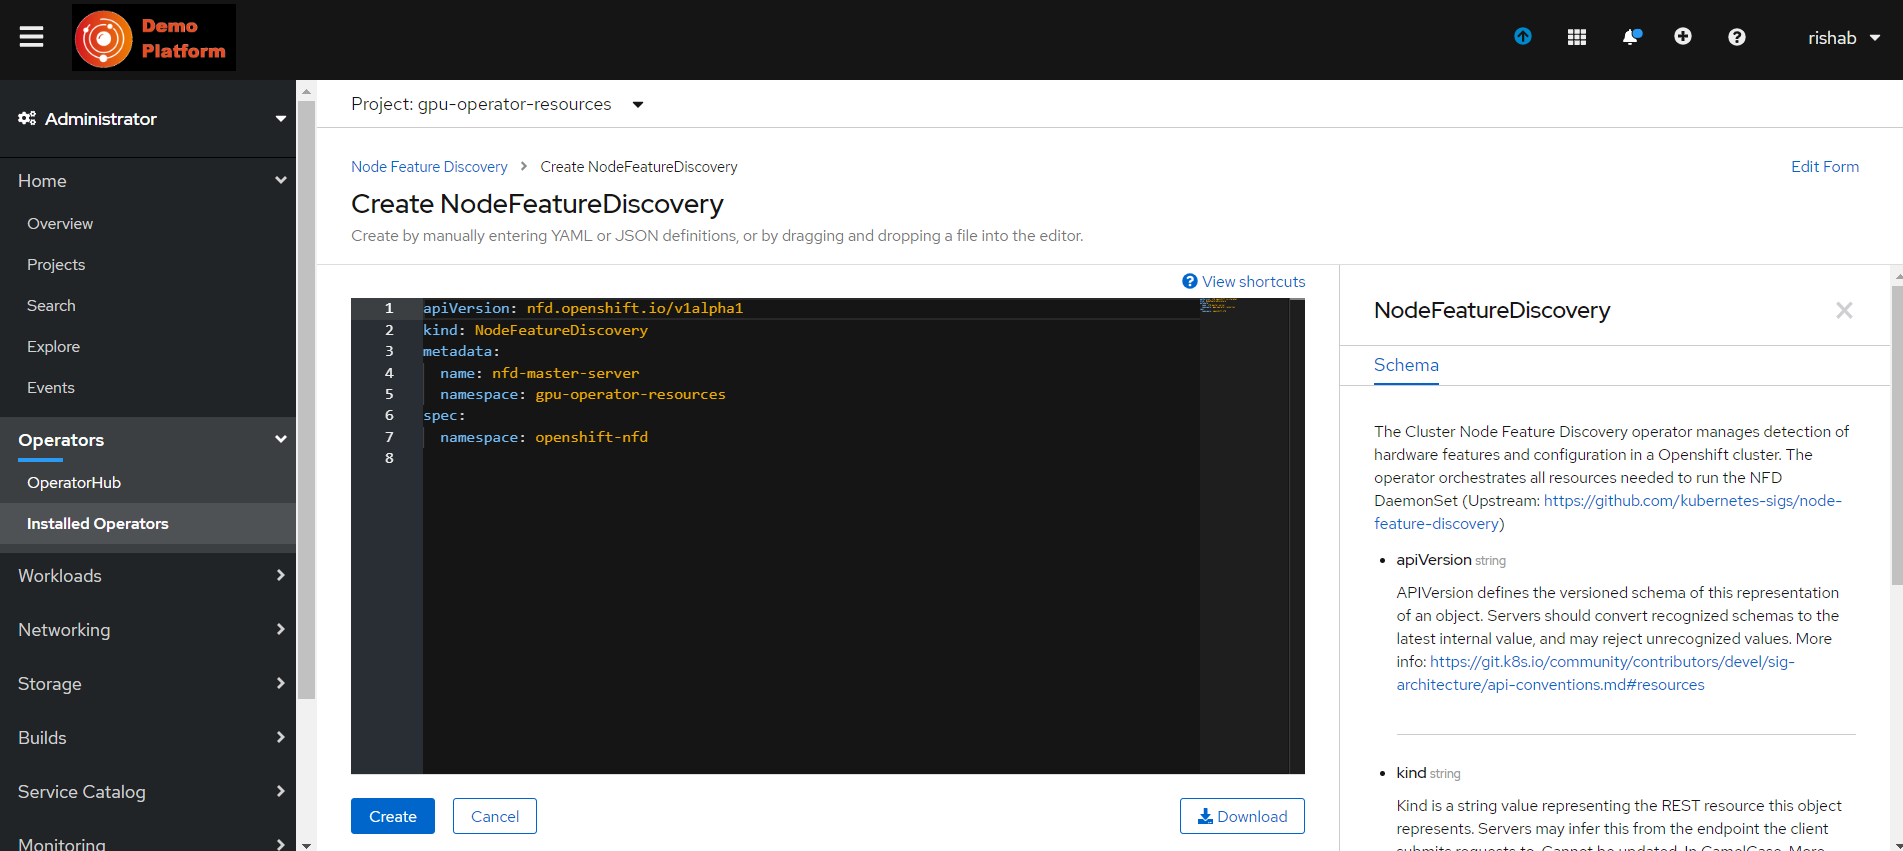 Demo
Platform
rishab
Administrator
Home
Overview
Projects
Search
Explore
Events
Operators
OperatorHub
Installed Operators
Workloads
Networking
Storage
Builds
Service Catalog
Monitoring
Project: gpu-operator-resources
Node Feature Discovery > Create NodeFeatureDiscovery
Edit Form
Create NodeFeatureDiscovery
Create by manually entering YAML or JSON definitions, or by dragging and dropping a file into the editor.
View shortcuts
1 apiVersion: nfd.openshift.io/v1alpha1
2 kind: NodeFeatureDiscovery
3 metadata:
4 name: nfd-master-server
5 namespace: gpu-operator-resources
6 spec:
7 namespace: openshift-nfd
8
Create
Cancel
Download
NodeFeatureDiscovery
Schema
The Cluster Node Feature Discovery operator manages detection of
hardware features and configuration in a Openshift cluster. The
operator orchestrates all resources needed to run the NFD
DaemonSet (Upstream: https://github.com/kubernetes-sigs/node-
feature-discovery)
• apiVersion string
APIVersion defines the versioned schema of this representation
of an object. Servers should convert recognized schemas to the
latest internal value, and may reject unrecognized values. More
info: https://git.k8s.io/community/contributors/devel/sig-
architecture/api-conventions.md#resources
• kind string
Kind is a string value representing the REST resource this object
represents. Servers may infer this from the endpoint the client
submits requests to. Cannot be updated. In CamelCase. More